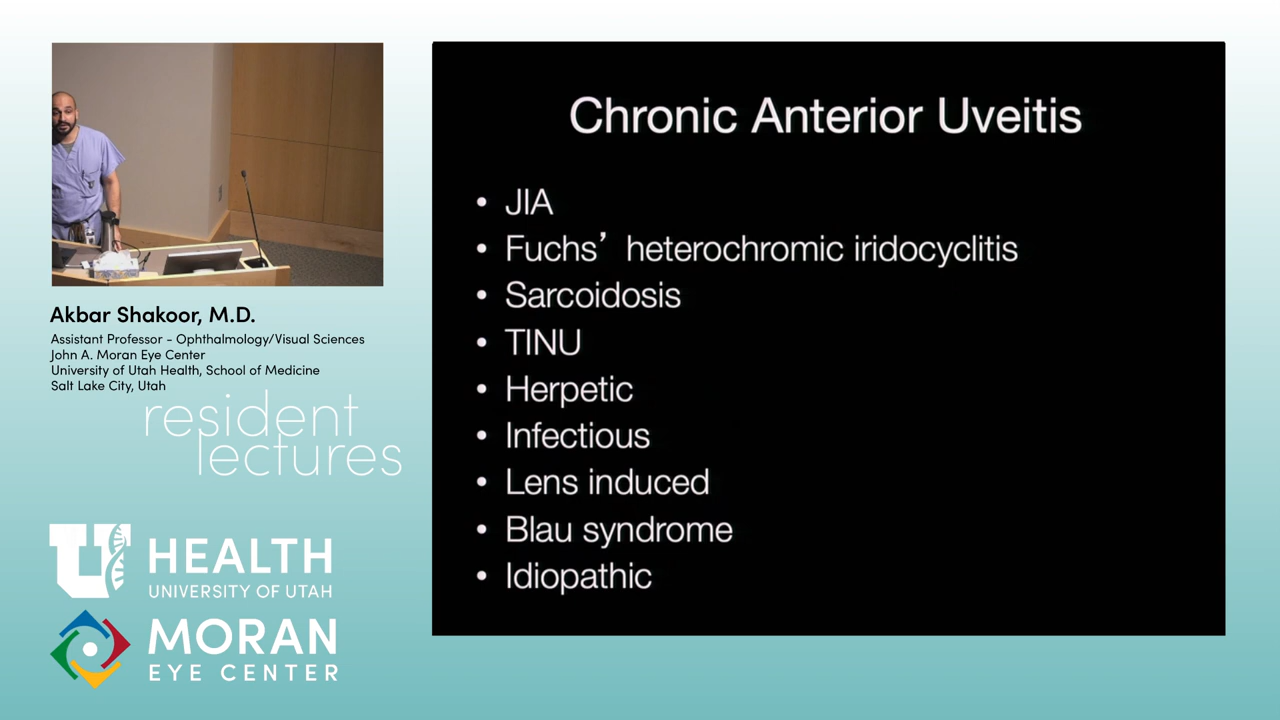 Akbar Shakoor, M.D.
Assistant Professor - Ophthalmology/Visual Sciences
John A. Moran Eye Center
University of Utah Health, School of Medicine
Salt Lake City, Utah
resident
lectures
U HEALTH
UNIVERSITY OF UTAH
MORAN
EYE CENTER
Chronic Anterior Uveitis
• JIA
• Fuchs’ heterochromic iridocyclitis
• Sarcoidosis
• TINU
• Herpetic
• Infectious
• Lens induced
• Blau syndrome
• Idiopathic